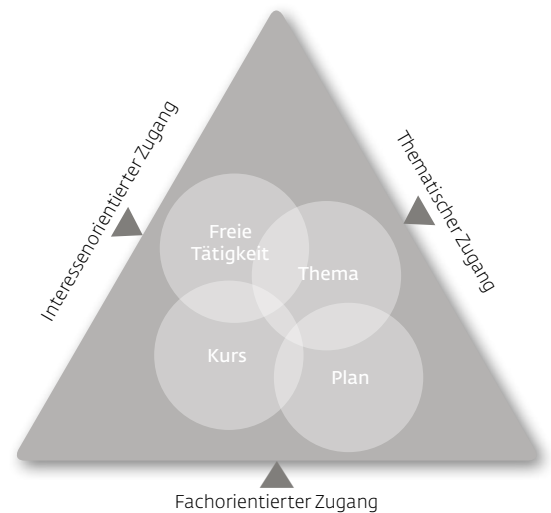 Interessenorientierter Zugang
Thematischer Zugang
Freie
Tätigkeit
Thema
Kurs
Plan
Fachorientierter Zugang